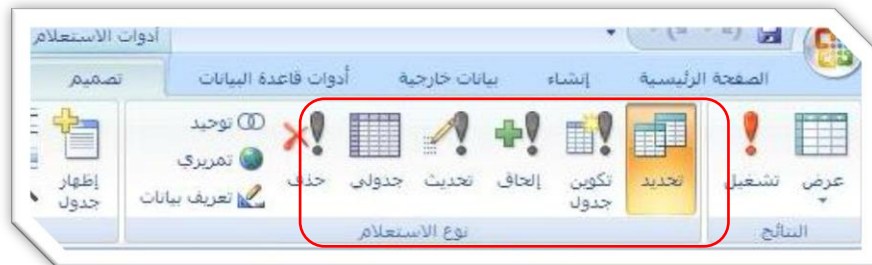 أدوات الاستعلام
الصفحة الرئيسية إنشاء بيانات خارجية أدوات قاعدة البيانات تصميم
عرض
تشغيل
النتائج
تحديد
تكوين
جدول
إلحاق
تحديث
جدولى
حذف
توحيد
تمريري
تعريف بيانات
نوع الاستعلام
إظهار
جدول